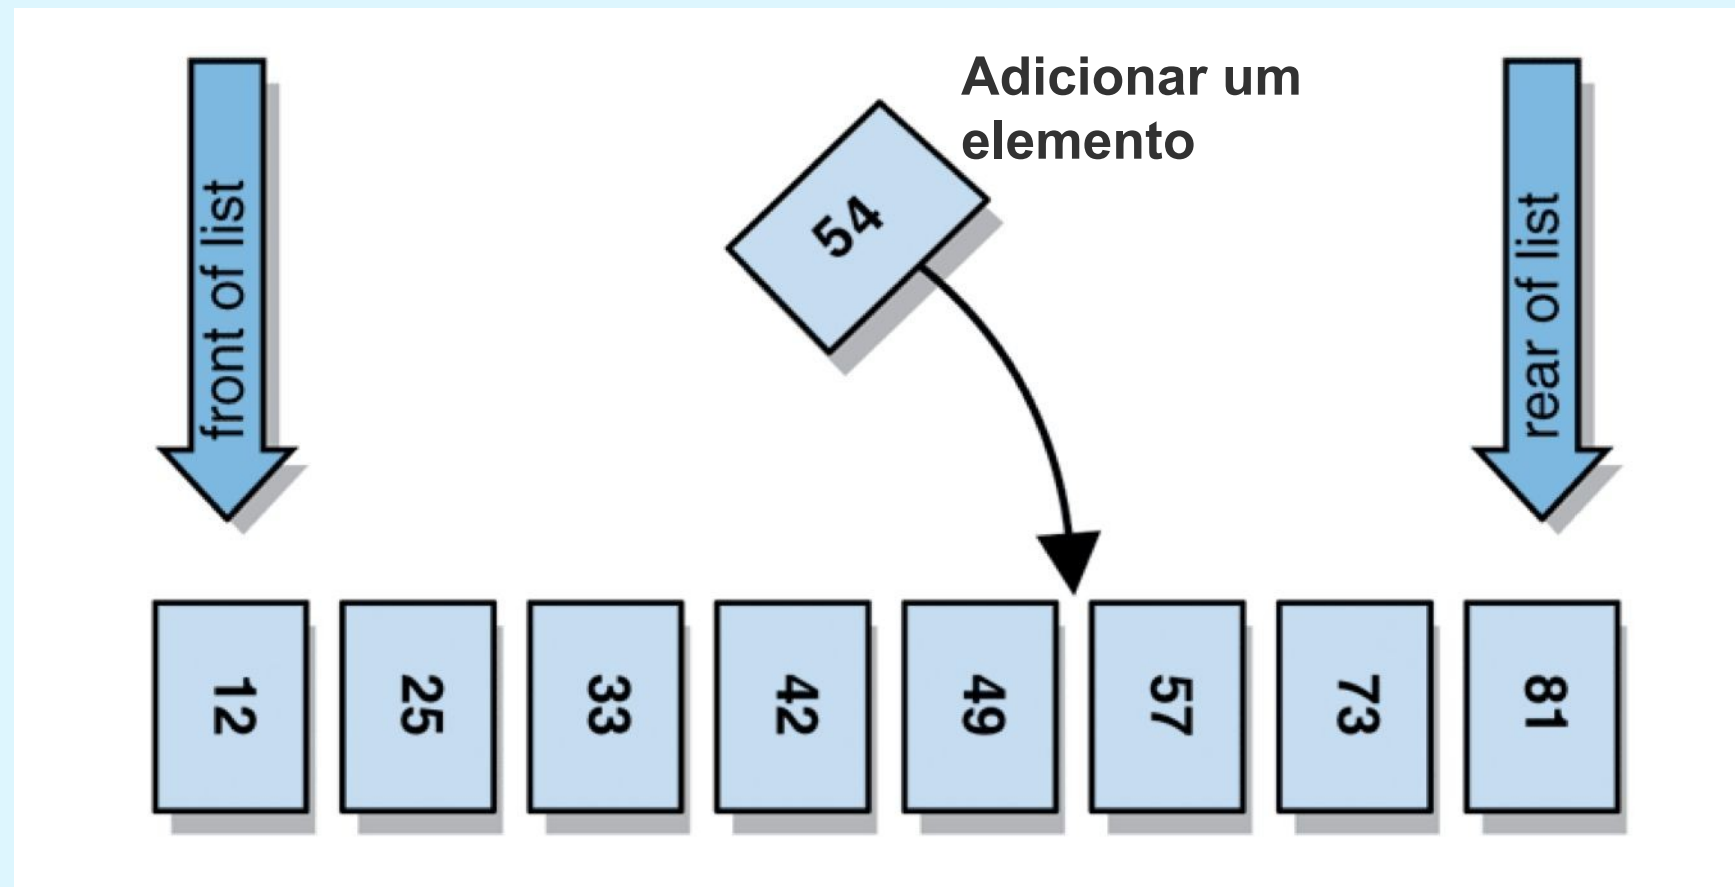 Adicionar um
elemento
front of list
54
rear of list
12
25
33
42
49
57
73
81